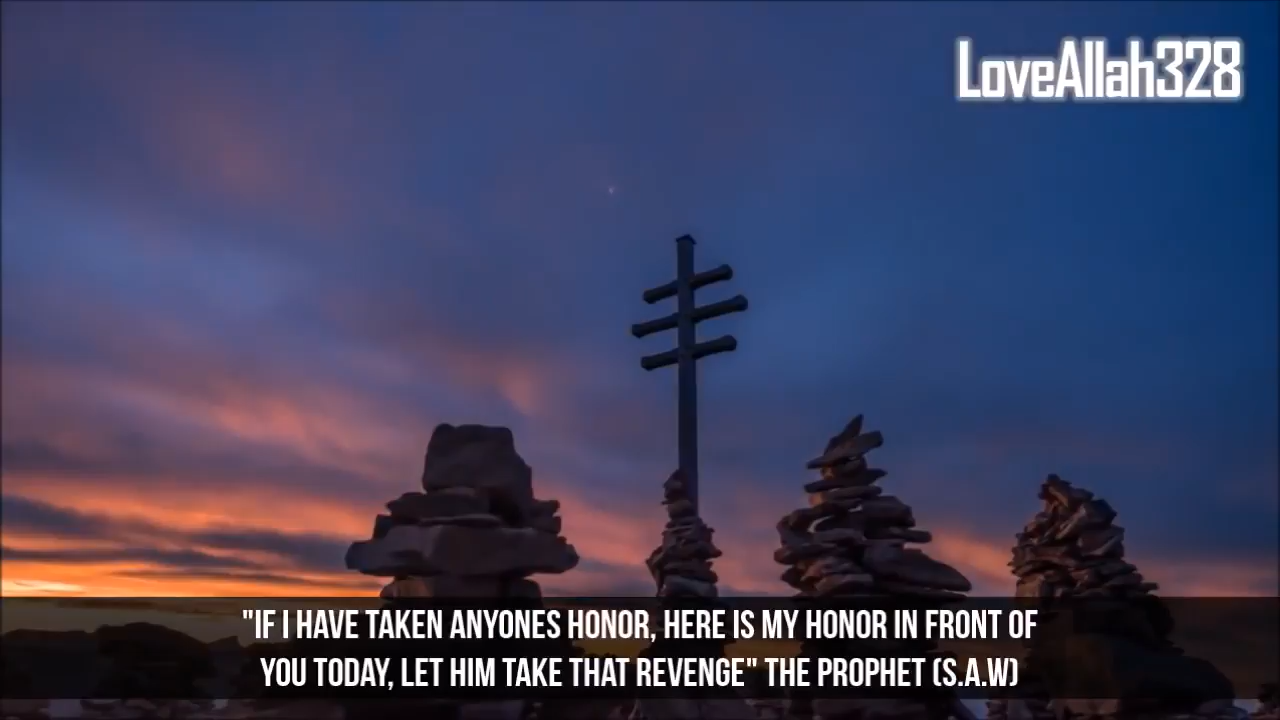 LoveAllah328
"IF I HAVE TAKEN ANYONES HONOR, HERE IS MY HONOR IN FRONT OF
YOU TODAY, LET HIM TAKE THAT REVENGE" THE PROPHET (S.A.W)